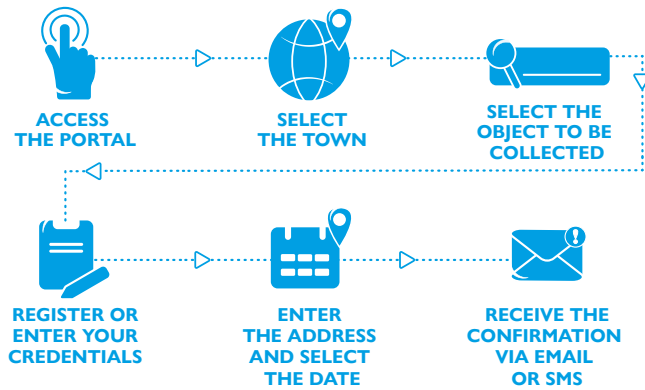 ACCESS
THE PORTAL
SELECT
THE TOWN
SELECT THE
OBJECT TO BE
COLLECTED
REGISTER OR
ENTER YOUR
CREDENTIALS
ENTER
THE ADDRESS
AND SELECT
THE DATE
RECEIVE THE
CONFIRMATION
VIA EMAIL
OR SMS